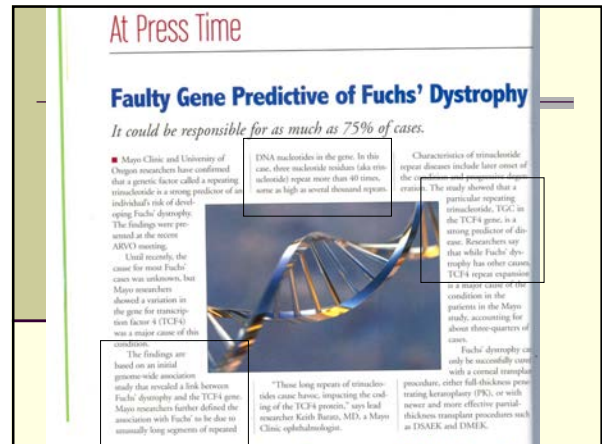 At Press Time
Faulty Gene Predictive of Fuchs’ Dystrophy
It could be responsible for as much as 75% of cases.
■ Mayo Clinic and University of
Oregon researchers have confirmed
that a genetic factor called a repeating
trinucleotide is a strong predictor of an
individual’s risk of devel-
oping Fuchs’ dystrophy.
The findings were pre-
sented at the recent
ARVO meeting.
Until recently, the
cause for most Fuchs’
cases was unknown, but
Mayo researchers
showed a variation in
the gene for transcrip-
tion factor 4 (TCF4)
was a major cause of this
condition.
The findings are
based on an initial
genome-wide association
study that revealed a link between
Fuchs’ dystrophy and the TCF4 gene.
Mayo researchers further defined the
association with Fuchs’ to be due to
unusually long segments of repeated
DNA nucleotides in the gene. In this
case, three nucleotide residues (aka trin-
ucleotide) repeat more than 40 times,
some as high as several thousand repeats.
“These long repeats of trinucleo-
tides cause havoc, impacting the cod-
ing of the TCF4 protein,” says lead
researcher Keith Baratz, MD, a Mayo
Clinic ophthalmologist.
Characteristics of trinucleotide
repeat diseases include later onset of
the condition and progressive degen-
eration. The study showed that a
particular repeating
trinucleotide, TGC in
the TCF4 gene, is a
strong predictor of dis-
ease. Researchers say
that while Fuchs’ dys-
trophy has other causes,
TCF4 repeat expansion
is a major cause of the
condition in the
patients in the Mayo
study, accounting for
about three-quarters of
cases.
Fuchs’ dystrophy can
only be successfully cured
with a corneal transplant
procedure, either full-thickness pene-
trating keratoplasty (PK), or with
newer and more effective partial-
thickness transplant procedures such
as DSAEK and DMEK.